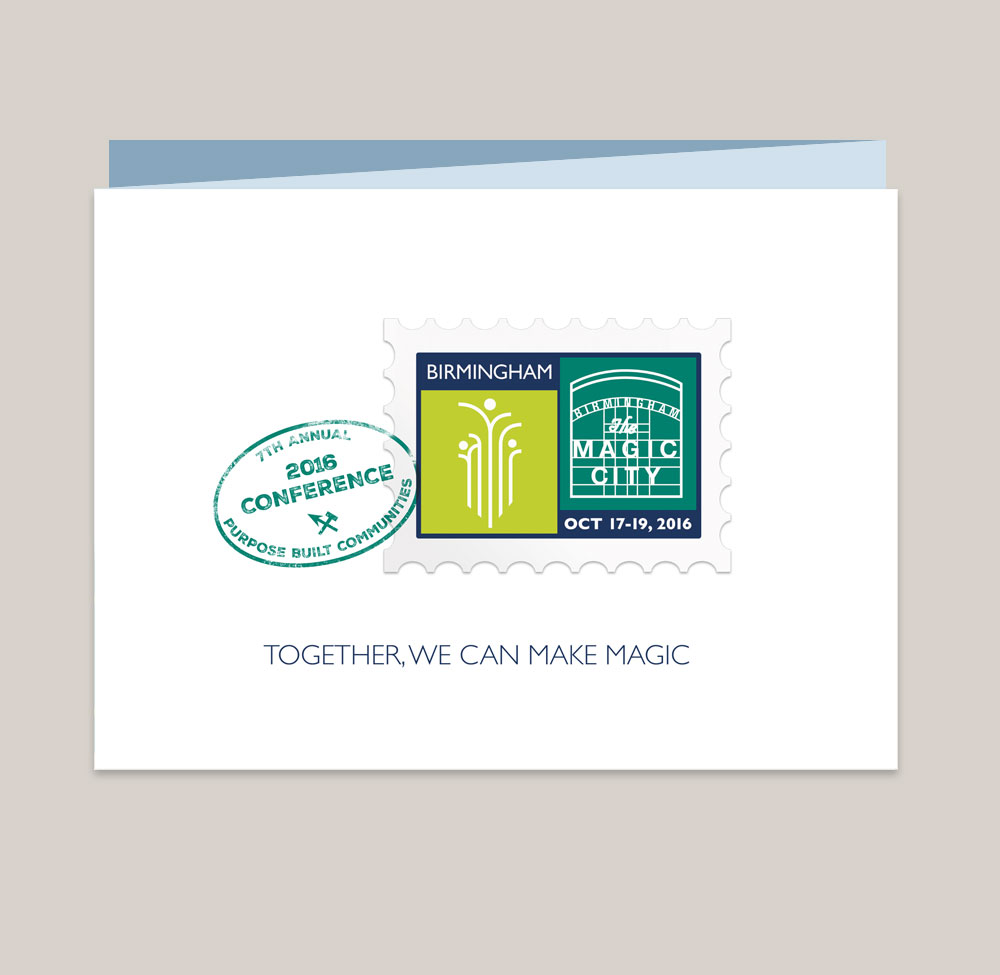 7TH ANNUAL
2016
CONFERENCE
PURPOSE BUILT COMMUNITIES
BIRMINGHAM
BIRMINGHAM
The
MAGIC
CITY
OCT 17-19, 2016
TOGETHER, WE CAN MAKE MAGIC